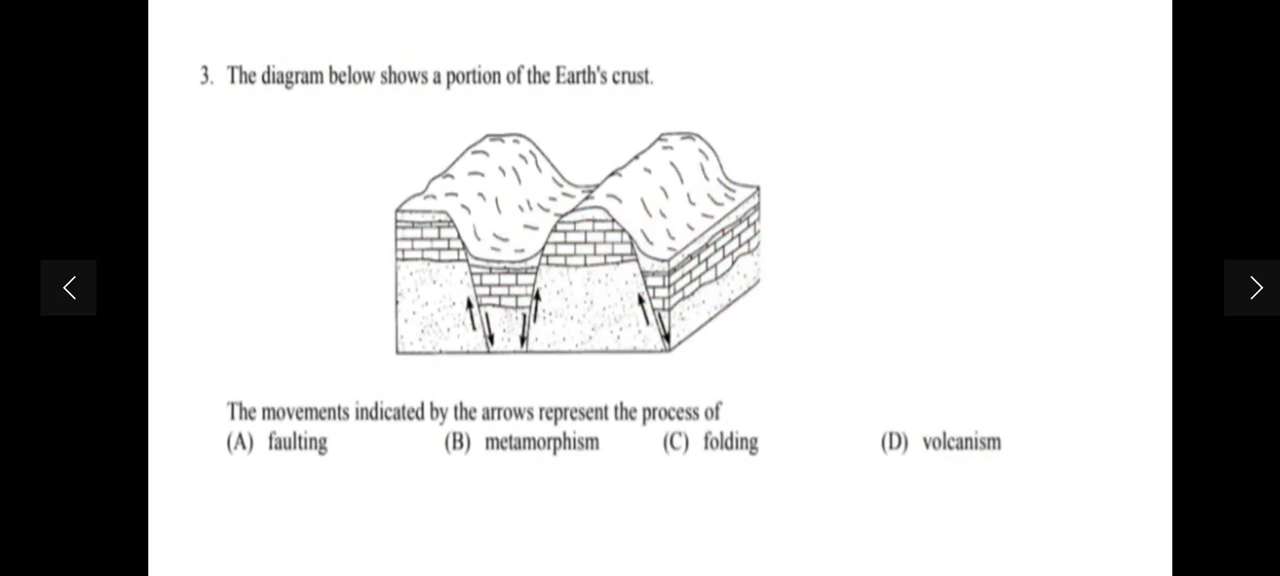 3. The diagram below shows a portion of the Earth's crust.
The movements indicated by the arrows represent the process of
(A) faulting (B) metamorphism (C) folding (D) volcanism